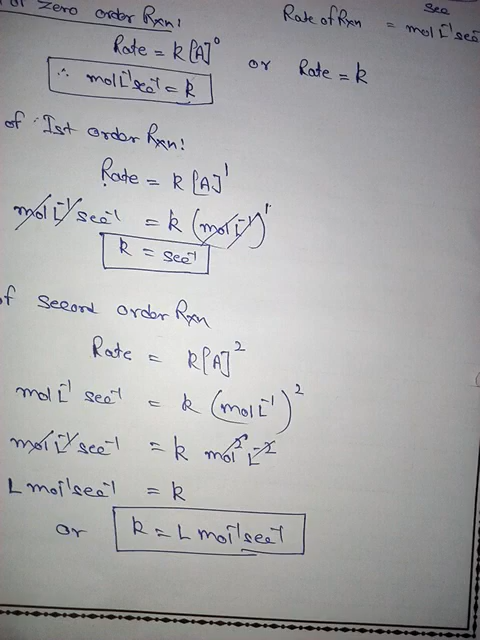 of Zero order Rxn:
Rate of Rxn = mol L⁻¹ sec⁻¹
sec
Rate = k[A]⁰ or Rate = k
∴ mol L⁻¹ sec⁻¹ = k
of Ist order Rxn:
Rate = k[A]¹
mol L⁻¹ sec⁻¹ = k (mol L⁻¹)¹
k = sec⁻¹
of second order Rxn
Rate = k[A]²
mol L⁻¹ sec⁻¹ = k (mol L⁻¹)²
mol L⁻¹ sec⁻¹ = k mol² L⁻²
L mol⁻¹ sec⁻¹ = k
or k = L mol⁻¹ sec⁻¹